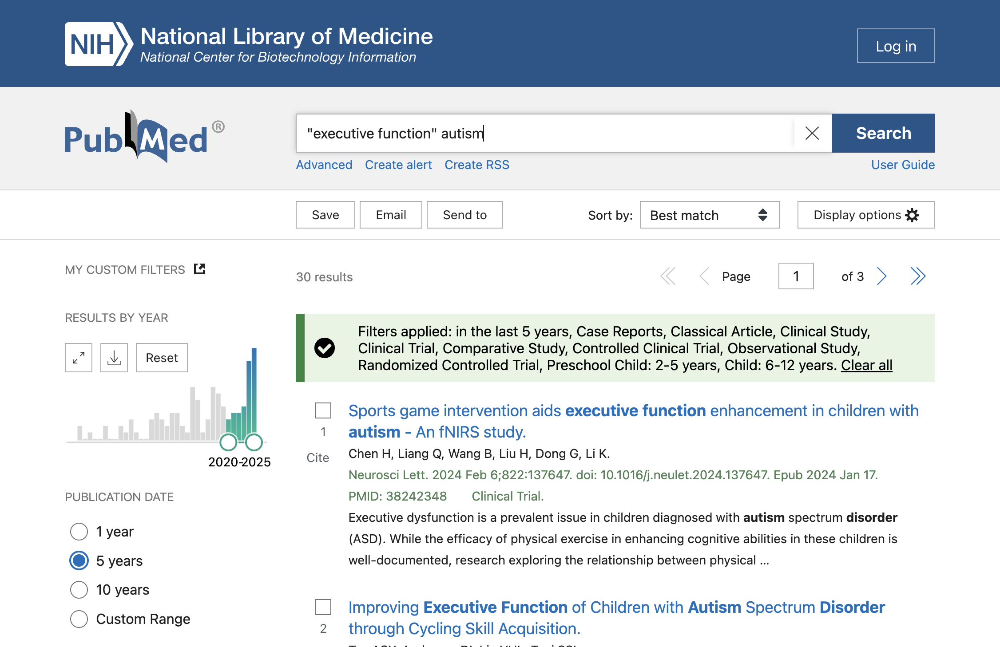 NIH National Library of Medicine
National Center for Biotechnology Information
Log in
PubMed®
"executive function" autism
Search
Advanced Create alert Create RSS
User Guide
Save Email Send to
Sort by: Best match
Display options
MY CUSTOM FILTERS
30 results
Page 1 of 3
RESULTS BY YEAR
Reset
2020-2025
PUBLICATION DATE
1 year
5 years
10 years
Custom Range
Filters applied: in the last 5 years, Case Reports, Classical Article, Clinical Study,
Clinical Trial, Comparative Study, Controlled Clinical Trial, Observational Study,
Randomized Controlled Trial, Preschool Child: 2-5 years, Child: 6-12 years. Clear all
Sports game intervention aids executive function enhancement in children with
1
autism - An fNIRS study.
Cite
Chen H, Liang Q, Wang B, Liu H, Dong G, Li K.
Neurosci Lett. 2024 Feb 6;822:137647. doi: 10.1016/j.neulet.2024.137647. Epub 2024 Jan 17.
PMID: 38242348 Clinical Trial.
Executive dysfunction is a prevalent issue in children diagnosed with autism spectrum disorder
(ASD). While the efficacy of physical exercise in enhancing cognitive abilities in these children is
well-documented, research exploring the relationship between physical ...
Improving Executive Function of Children with Autism Spectrum Disorder
2
through Cycling Skill Acquisition.